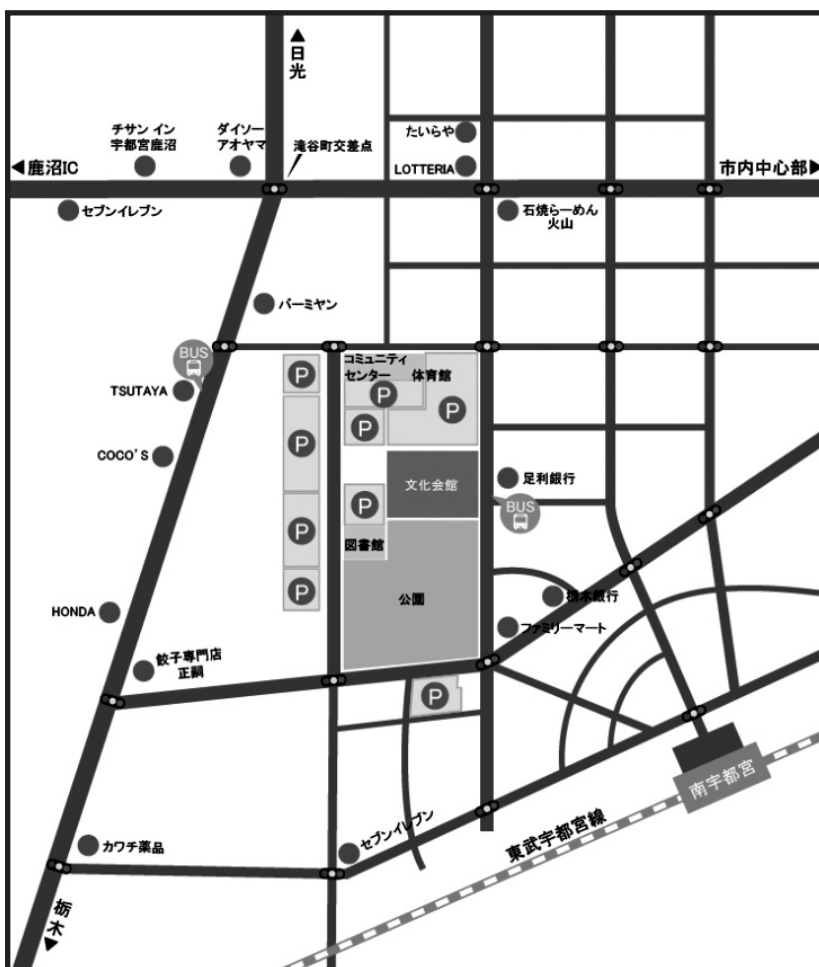 ▲日光
チサン イン
宇都宮鹿沼
ダイソー
アオヤマ
滝谷町交差点
たいらや
LOTTERIA
◀鹿沼IC
市内中心部▶
セブンイレブン
石焼らーめん
火山
バーミヤン
BUS
TSUTAYA
コミュニティ
センター
体育館
P
P
P
P
P
COCO'S
文化会館
足利銀行
BUS
P
P
図書館
P
公園
HONDA
栃木銀行
ファミリーマート
餃子専門店
正嗣
P
南宇都宮
東武宇都宮線
カワチ薬品
セブンイレブン
栃木▼